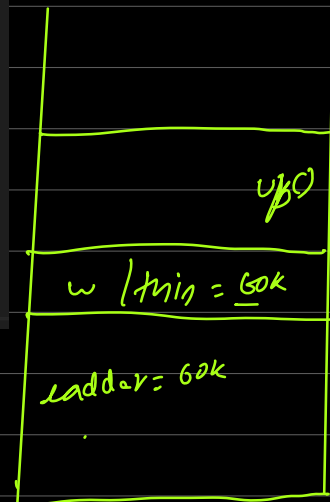 w / thin = 60k
ladder = 60k